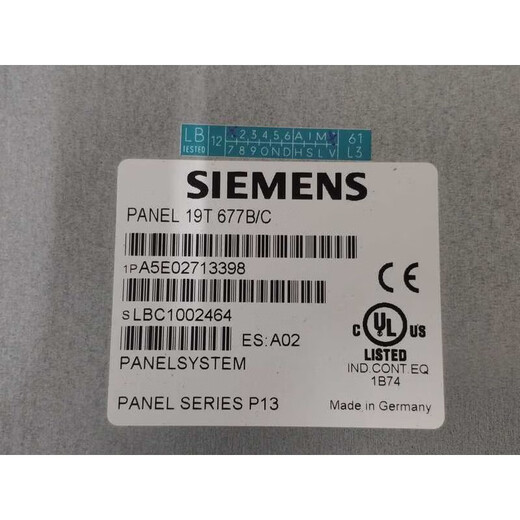 LB 12 2 3 4 5 6 A I M 61
TESTED 7 8 9 O N D H S L V L3
SIEMENS
PANEL 19T 677B/C
1P A5E02713398
S LBC1002464
ES: A02
PANELSYSTEM
PANEL SERIES P13
CE
C UL US
LISTED
IND.CONT.EQ
1B74
Made in Germany